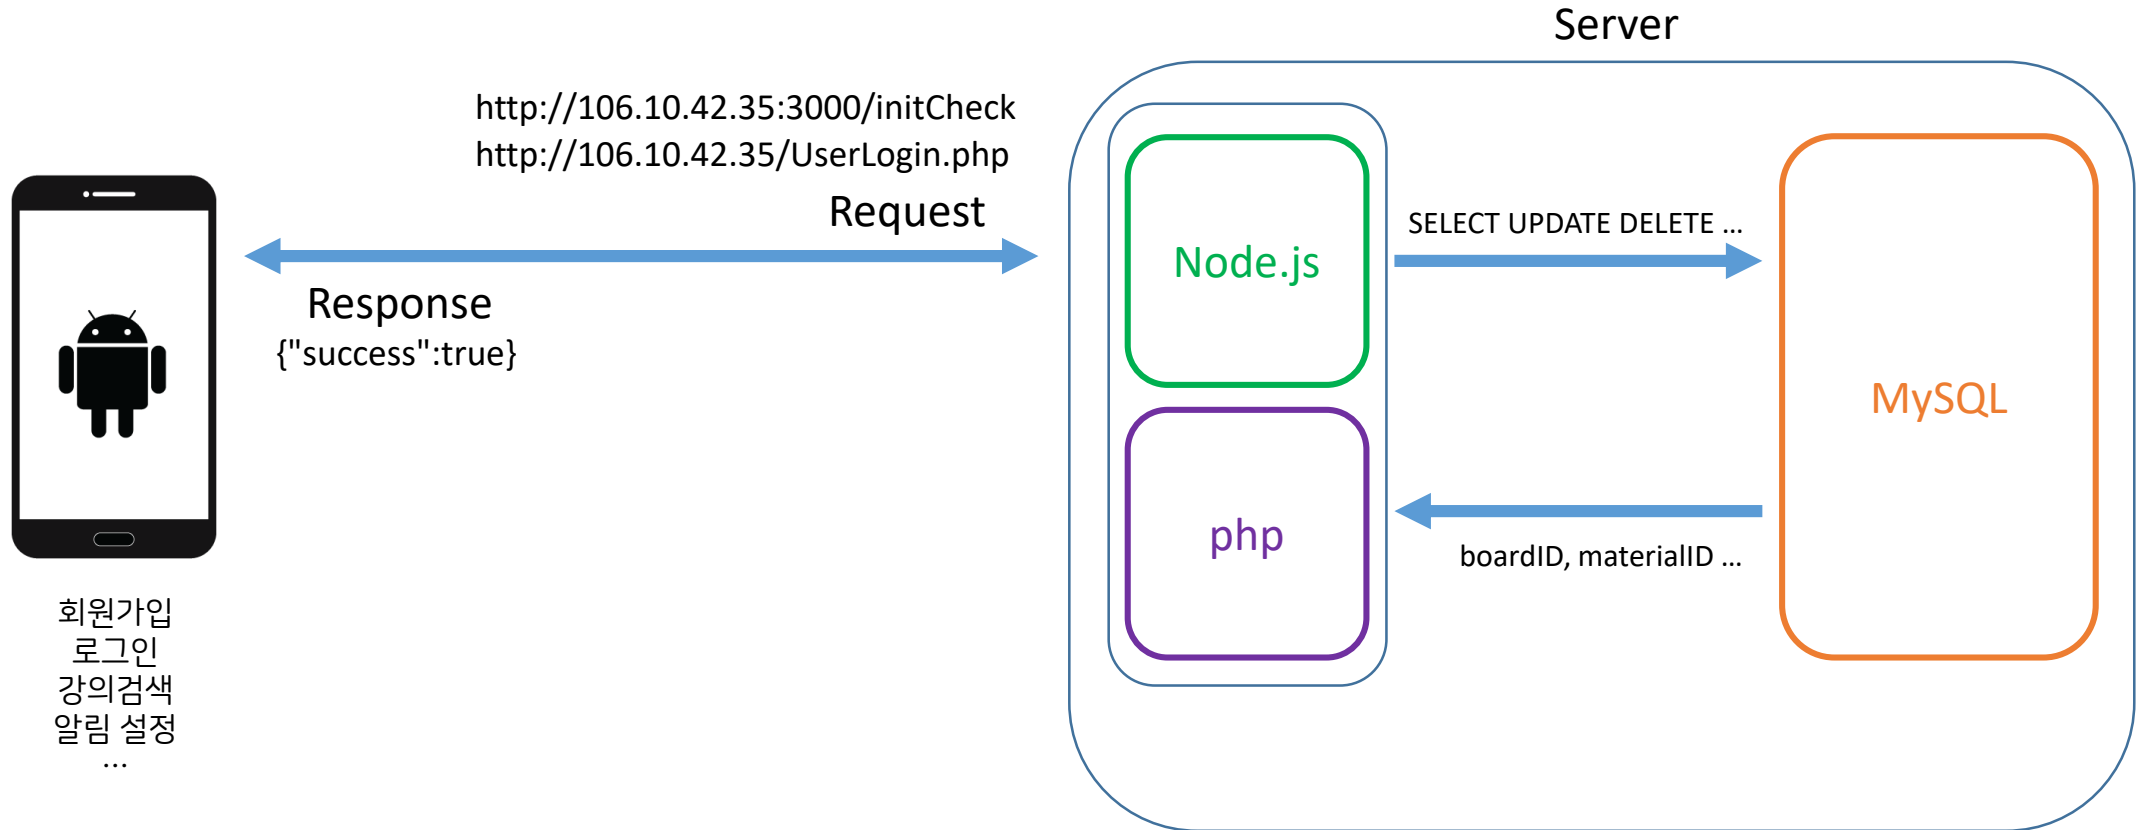 Server
http://106.10.42.35:3000/initCheck
http://106.10.42.35/UserLogin.php
Request
Response
{"success":true}
회원가입
로그인
강의검색
알림 설정
...
Node.js
php
SELECT UPDATE DELETE ...
boardID, materialID ...
MySQL